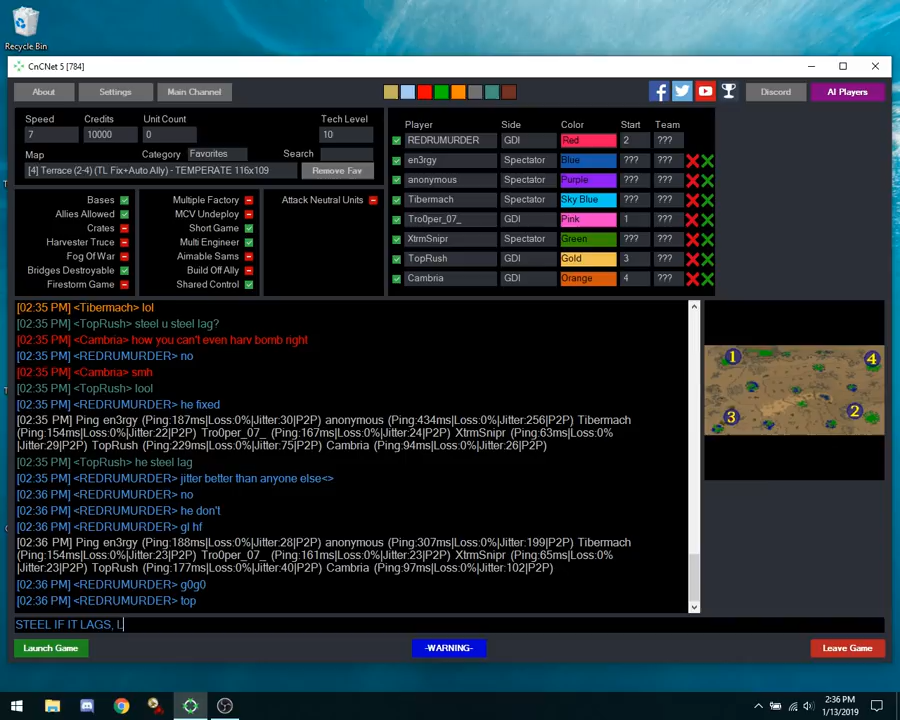 Recycle Bin
CnCNet 5 [784]
About Settings Main Channel Discord AI Players
Speed Credits Unit Count Tech Level
7 10000 0 10
Map Category Favorites Search
[4] Terrace (2-4) (TL Fix+Auto Ally) - TEMPERATE 116x109 Remove Fav
Bases
Allies Allowed
Crates
Harvester Truce
Fog Of War
Bridges Destroyable
Firestorm Game
Multiple Factory
MCV Undeploy
Short Game
Multi Engineer
Aimable Sams
Build Off Ally
Shared Control
Attack Neutral Units
Player Side Color Start Team
REDRUMURDER GDI Red 2 ???
en3rgy Spectator Blue ??? ???
anonymous Spectator Purple ??? ???
Tibermach Spectator Sky Blue ??? ???
Tro0per_07_ GDI Pink 1 ???
XtrmSnipr Spectator Green ??? ???
TopRush GDI Gold 3 ???
Cambria GDI Orange 4 ???
[02:35 PM] <Tibermach> lol
[02:35 PM] <TopRush> steel u steel lag?
[02:35 PM] <Cambria> how you can't even harv bomb right
[02:35 PM] <REDRUMURDER> no
[02:35 PM] <Cambria> smh
[02:35 PM] <TopRush> lool
[02:35 PM] <REDRUMURDER> he fixed
[02:35 PM] Ping en3rgy (Ping:187ms|Loss:0%|Jitter:30|P2P) anonymous (Ping:434ms|Loss:0%|Jitter:256|P2P) Tibermach
(Ping:154ms|Loss:0%|Jitter:22|P2P) Tro0per_07_ (Ping:167ms|Loss:0%|Jitter:24|P2P) XtrmSnipr (Ping:63ms|Loss:0%
|Jitter:29|P2P) TopRush (Ping:229ms|Loss:0%|Jitter:75|P2P) Cambria (Ping:94ms|Loss:0%|Jitter:26|P2P)
[02:35 PM] <TopRush> he steel lag
[02:36 PM] <REDRUMURDER> jitter better than anyone else<>
[02:36 PM] <REDRUMURDER> no
[02:36 PM] <REDRUMURDER> he don't
[02:36 PM] <REDRUMURDER> gl hf
[02:36 PM] Ping en3rgy (Ping:188ms|Loss:0%|Jitter:28|P2P) anonymous (Ping:307ms|Loss:0%|Jitter:199|P2P) Tibermach
(Ping:154ms|Loss:0%|Jitter:23|P2P) Tro0per_07_ (Ping:161ms|Loss:0%|Jitter:23|P2P) XtrmSnipr (Ping:65ms|Loss:0%
|Jitter:23|P2P) TopRush (Ping:177ms|Loss:0%|Jitter:40|P2P) Cambria (Ping:97ms|Loss:0%|Jitter:102|P2P)
[02:36 PM] <REDRUMURDER> g0g0
[02:36 PM] <REDRUMURDER> top
1 4
3 2
STEEL IF IT LAGS, L
Launch Game -WARNING- Leave Game
2:36 PM
1/13/2019